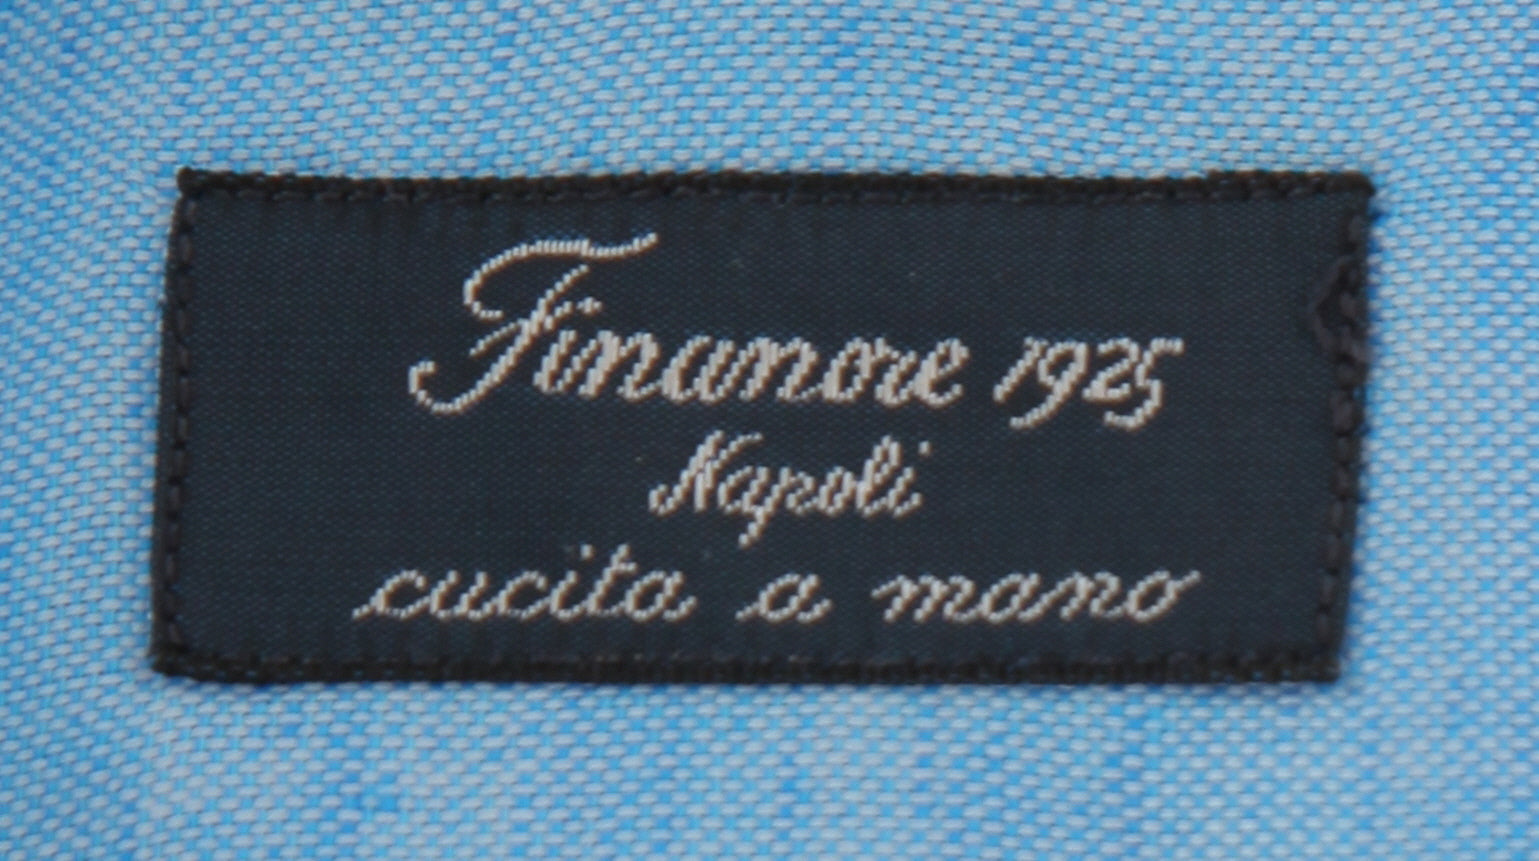 Finamore 1925
Napoli
cucita a mano